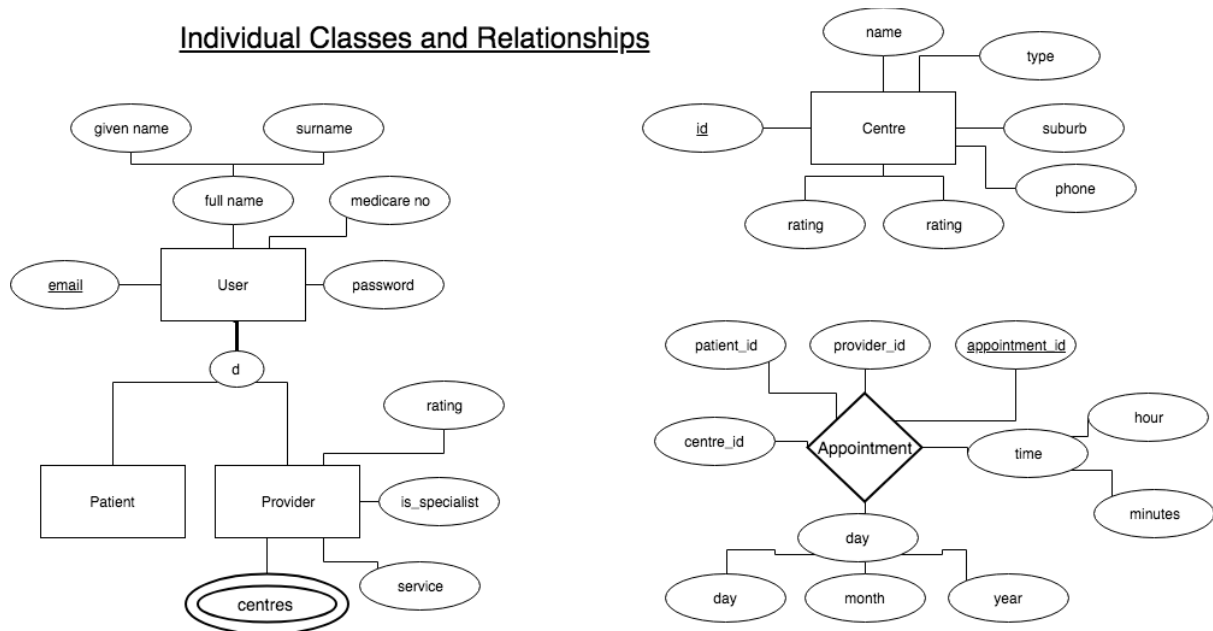 Individual Classes and Relationships
given name
surname
full name
medicare no
email
User
password
d
rating
Patient
Provider
is_specialist
service
centres
name
type
id
Centre
suburb
phone
rating
rating
patient_id
provider_id
appointment_id
centre_id
Appointment
time
hour
minutes
day
day
month
year